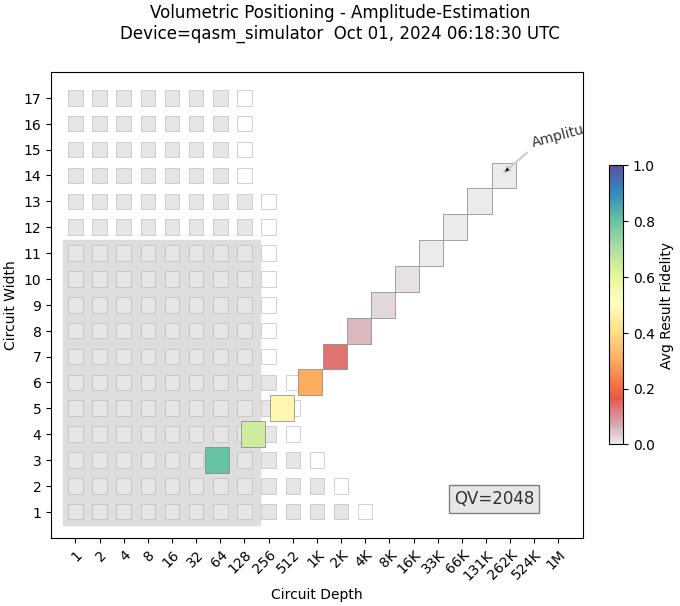 Volumetric Positioning - Amplitude-Estimation
Device=qasm_simulator  Oct 01, 2024 06:18:30 UTC
Circuit Width
17
16
15
14
13
12
11
10
9
8
7
6
5
4
3
2
1
Amplitu
QV=2048
1
2
4
8
16
32
64
128
256
512
1K
2K
4K
8K
16K
33K
66K
131K
262K
524K
1M
Circuit Depth
1.0
0.8
0.6
0.4
0.2
0.0
Avg Result Fidelity